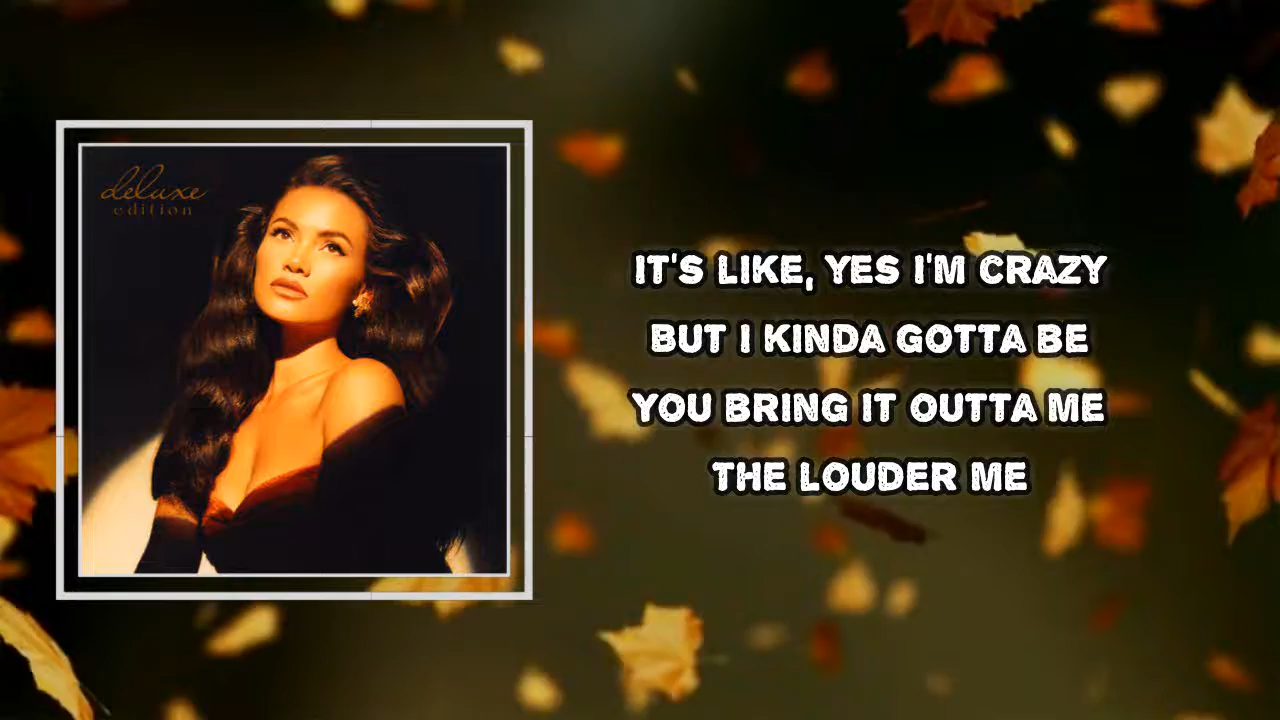 deluxe
edition
IT'S LIKE, YES I'M CRAZY
BUT I KINDA GOTTA BE
YOU BRING IT OUTTA ME
THE LOUDER ME